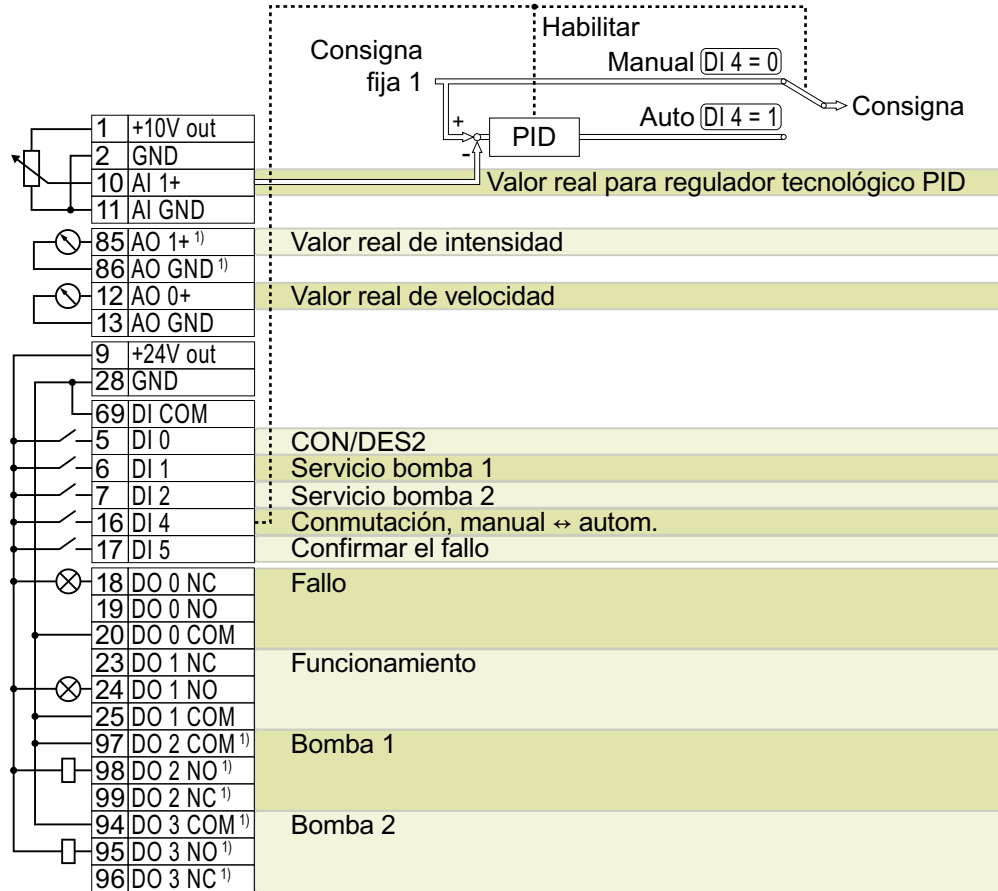 Habilitar
Consigna
fija 1
Manual DI 4 = 0
Consigna
Auto DI 4 = 1
+
-
PID
1 +10V out
2 GND
10 AI 1+ Valor real para regulador tecnológico PID
11 AI GND
85 AO 1+ 1) Valor real de intensidad
86 AO GND 1)
12 AO 0+ Valor real de velocidad
13 AO GND
9 +24V out
28 GND
69 DI COM
5 DI 0 CON/DES2
6 DI 1 Servicio bomba 1
7 DI 2 Servicio bomba 2
16 DI 4 Conmutación, manual ↔ autom.
17 DI 5 Confirmar el fallo
18 DO 0 NC Fallo
19 DO 0 NO
20 DO 0 COM
23 DO 1 NC Funcionamiento
24 DO 1 NO
25 DO 1 COM
97 DO 2 COM 1) Bomba 1
98 DO 2 NO 1)
99 DO 2 NC 1)
94 DO 3 COM 1) Bomba 2
95 DO 3 NO 1)
96 DO 3 NC 1)